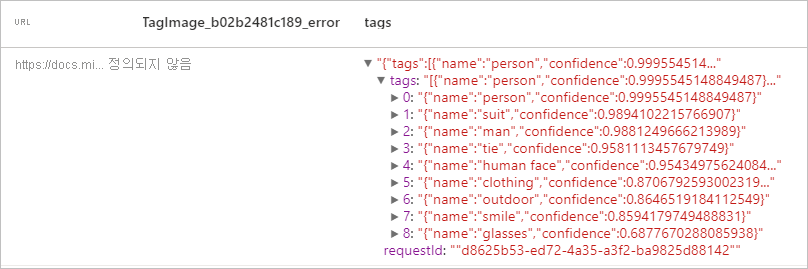 URL TagImage_b02b2481c189_error tags
https://docs.mi... 정의되지 않음 ▼ "{"tags":[{"name":"person","confidence":0.999554514..."
▼ tags: "[{"name":"person","confidence":0.9995545148849487}..."
▶ 0: "{"name":"person","confidence":0.9995545148849487}"
▶ 1: "{"name":"suit","confidence":0.9894102215766907}"
▶ 2: "{"name":"man","confidence":0.9881249666213989}"
▶ 3: "{"name":"tie","confidence":0.9581113457679749}"
▶ 4: "{"name":"human face","confidence":0.95434975624084..."
▶ 5: "{"name":"clothing","confidence":0.8706792593002319..."
▶ 6: "{"name":"outdoor","confidence":0.8646519184112549}"
▶ 7: "{"name":"smile","confidence":0.8594179749488831}"
▶ 8: "{"name":"glasses","confidence":0.6877670288085938}"
requestId: ""d8625b53-ed72-4a35-a3f2-ba9825d88142""